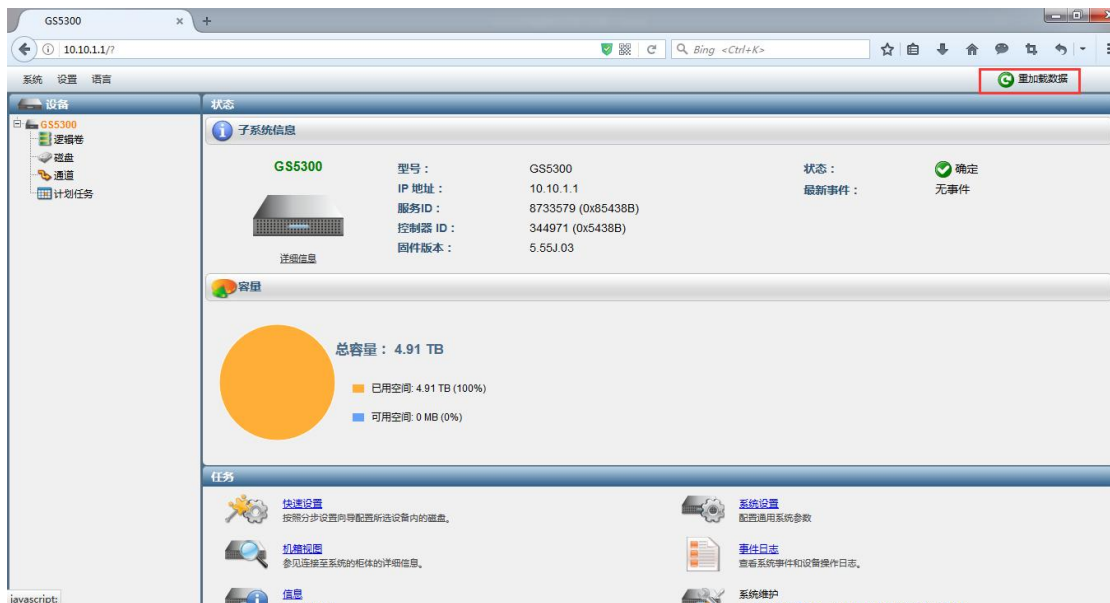 GS5300
10.10.1.1/?
Bing <Ctrl+K>
系统 设置 语言
重加载数据
设备
状态
GS5300
逻辑卷
磁盘
通道
计划任务
子系统信息
GS5300
详细信息
型号： GS5300 状态： 确定
IP 地址： 10.10.1.1 最新事件： 无事件
服务ID： 8733579 (0x85438B)
控制器 ID： 344971 (0x5438B)
固件版本： 5.55J.03
容量
总容量： 4.91 TB
已用空间: 4.91 TB (100%)
可用空间: 0 MB (0%)
任务
快速设置
按照分步设置向导配置所选设备内的磁盘。
系统设置
配置通用系统参数
机箱视图
参见连接至系统的柜体的详细信息。
事件日志
查看系统事件和设备操作日志。
信息
系统维护
javascript: